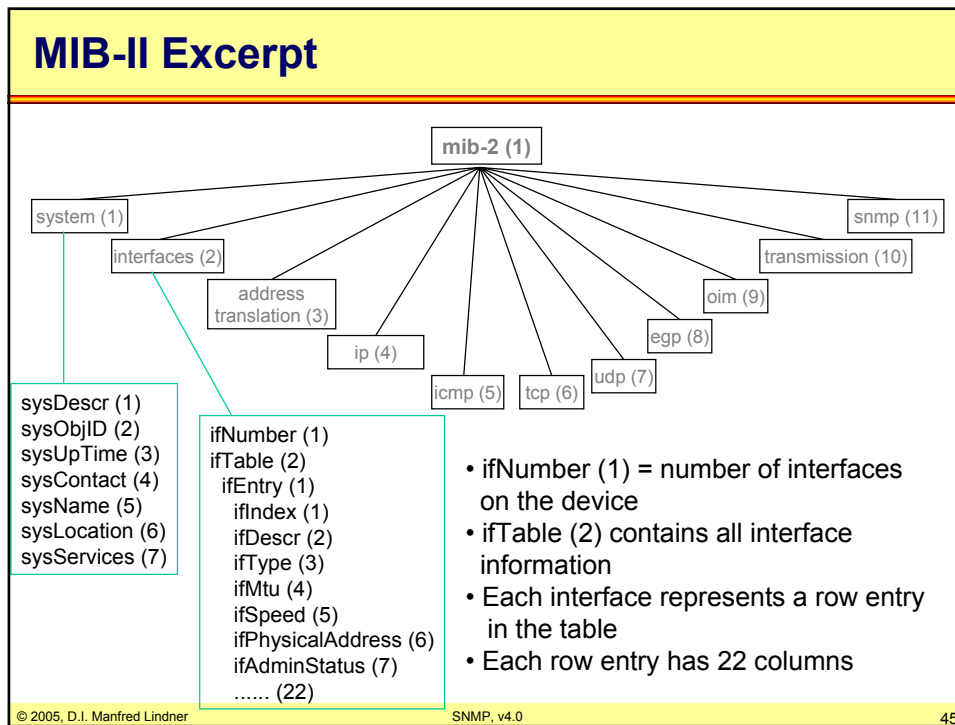 MIB-II Excerpt
mib-2 (1)
system (1)
snmp (11)
interfaces (2)
transmission (10)
address
translation (3)
oim (9)
ip (4)
egp (8)
icmp (5)
tcp (6)
udp (7)
sysDescr (1)
sysObjID (2)
sysUpTime (3)
sysContact (4)
sysName (5)
sysLocation (6)
sysServices (7)
ifNumber (1)
ifTable (2)
ifEntry (1)
ifIndex (1)
ifDescr (2)
ifType (3)
ifMtu (4)
ifSpeed (5)
ifPhysicalAddress (6)
ifAdminStatus (7)
...... (22)
• ifNumber (1) = number of interfaces
on the device
• ifTable (2) contains all interface
information
• Each interface represents a row entry
in the table
• Each row entry has 22 columns
© 2005, D.I. Manfred Lindner
SNMP, v4.0
45